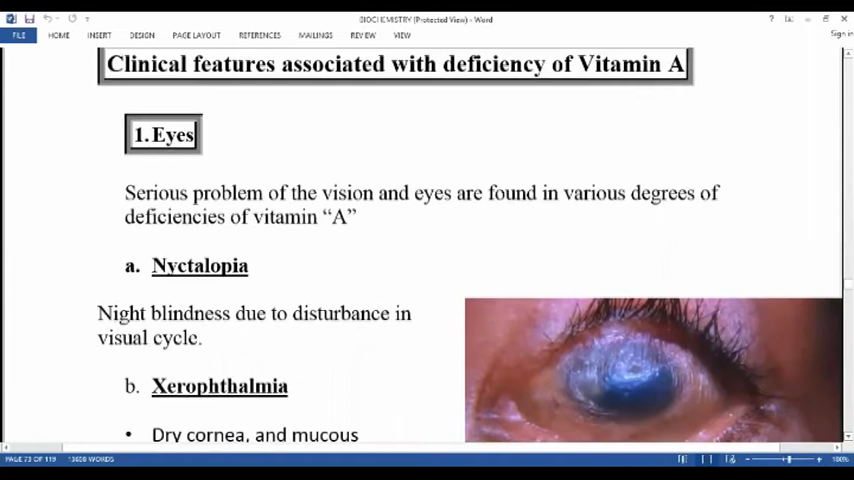 BIOCHEMISTRY (Protected View) - Word
FILE HOME INSERT DESIGN PAGE LAYOUT REFERENCES MAILINGS REVIEW VIEW Sign in
Clinical features associated with deficiency of Vitamin A
1. Eyes
Serious problem of the vision and eyes are found in various degrees of
deficiencies of vitamin “A”
a. Nyctalopia
Night blindness due to disturbance in
visual cycle.
b. Xerophthalmia
• Dry cornea, and mucous
PAGE 73 OF 119 13658 WORDS 100%